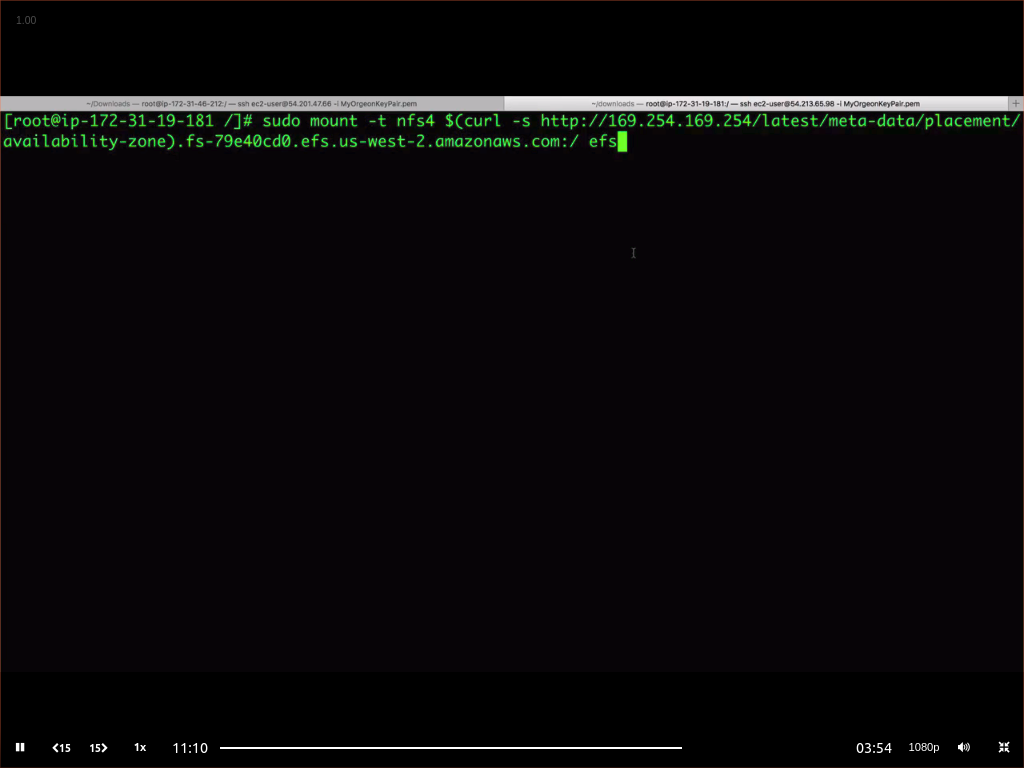 1.00
~/Downloads — root@ip-172-31-46-212:/ — ssh ec2-user@54.201.47.66 -i MyOrgeonKeyPair.pem
~/downloads — root@ip-172-31-19-181:/ — ssh ec2-user@54.213.65.98 -i MyOrgeonKeyPair.pem +
[root@ip-172-31-19-181 /]# sudo mount -t nfs4 $(curl -s http://169.254.169.254/latest/meta-data/placement/
availability-zone).fs-79e40cd0.efs.us-west-2.amazonaws.com:/ efs
15 15 1x 11:10 03:54 1080p